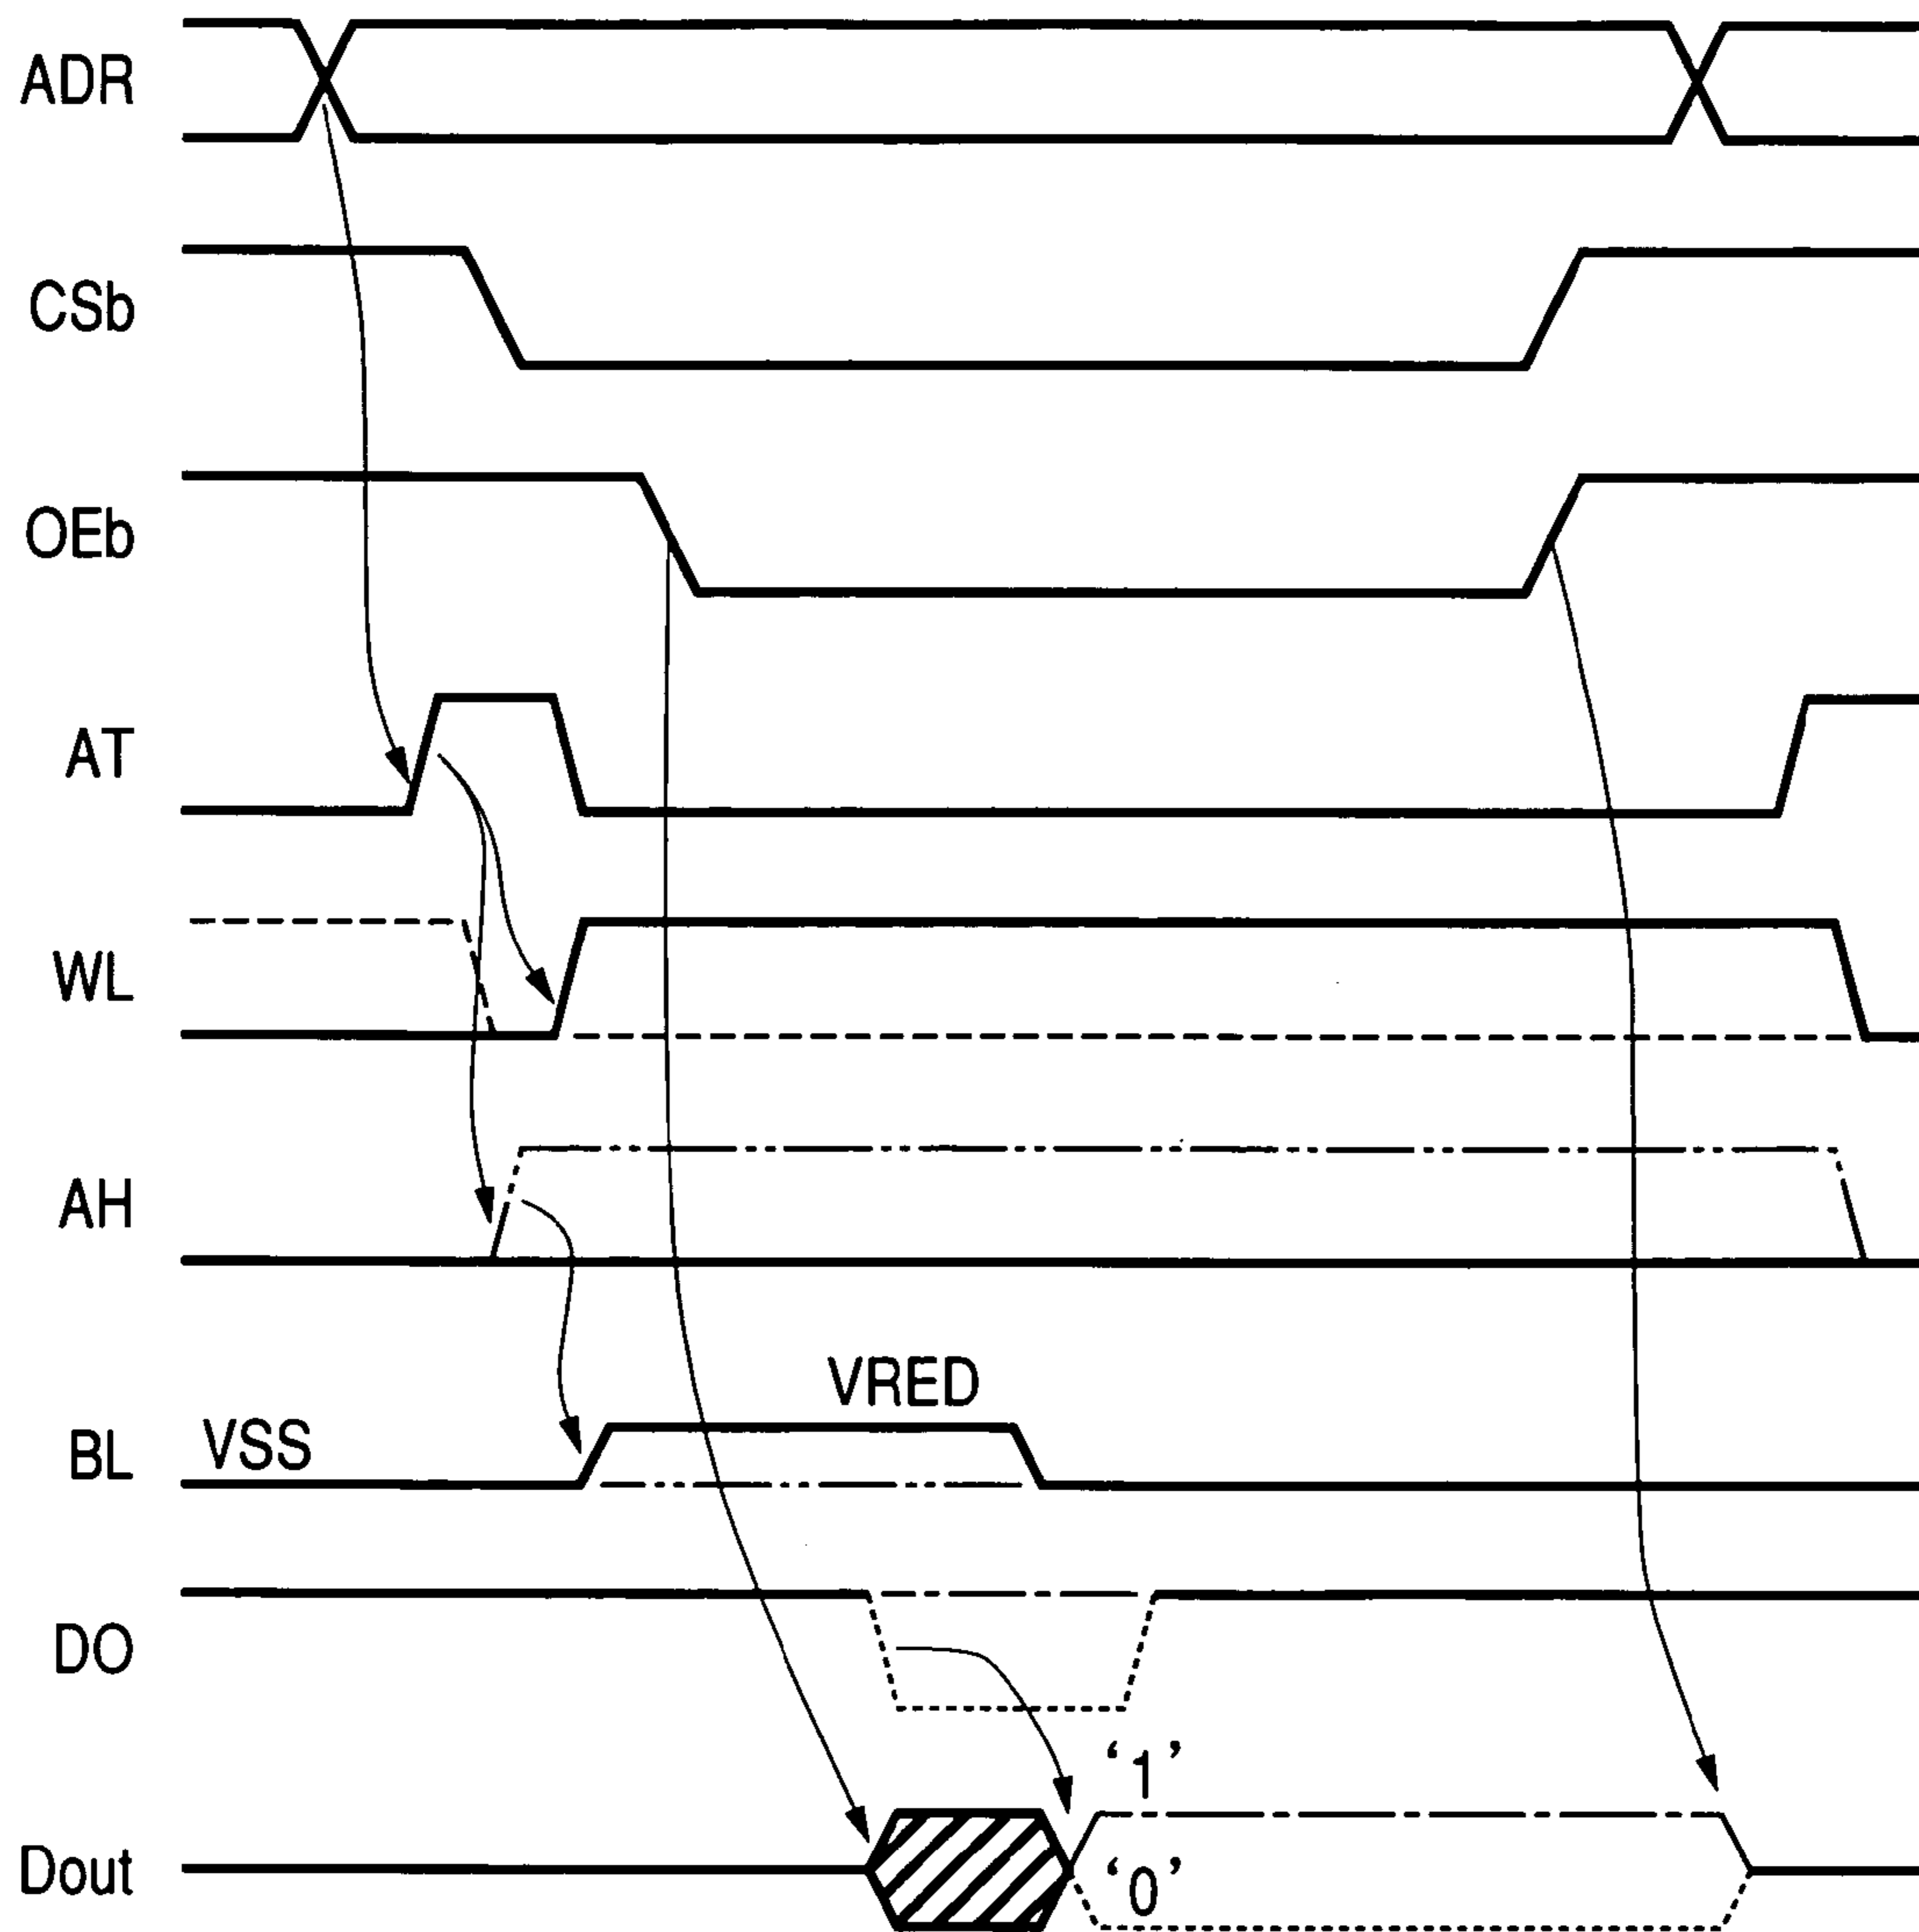 ADR
CSb
OEb
AT
WL
AH
VRED
BL VSS
DO
‘1’
Dout ‘0’